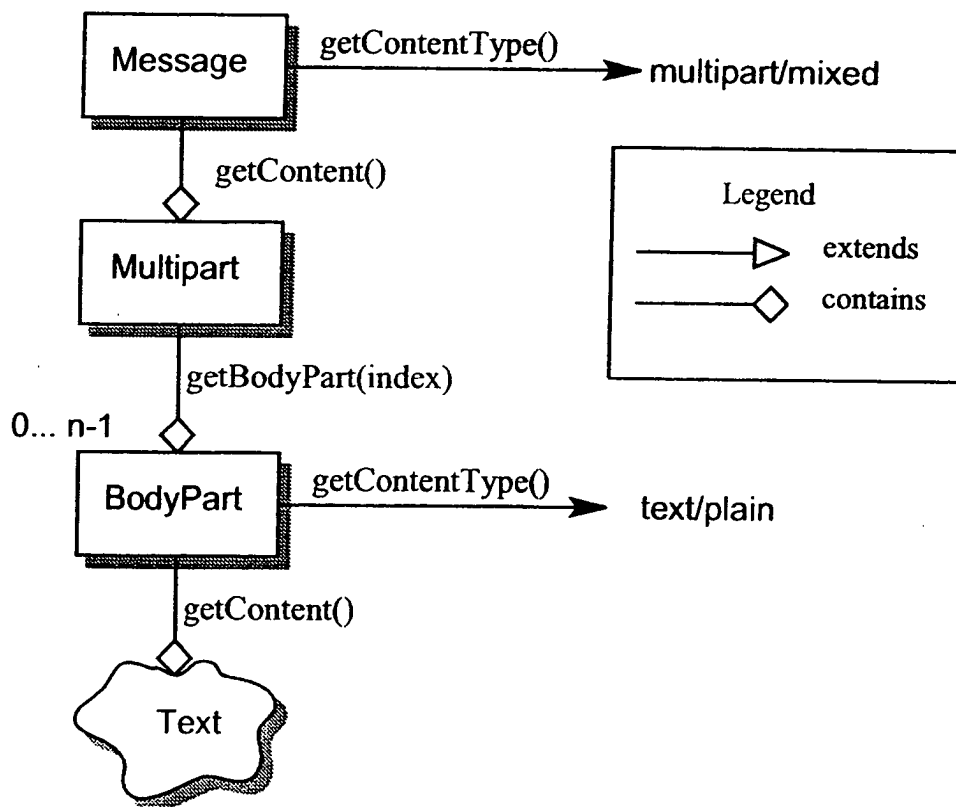 Message
getContentType()
multipart/mixed
getContent()
Multipart
Legend
extends
contains
getBodyPart(index)
0... n-1
BodyPart
getContentType()
text/plain
getContent()
Text